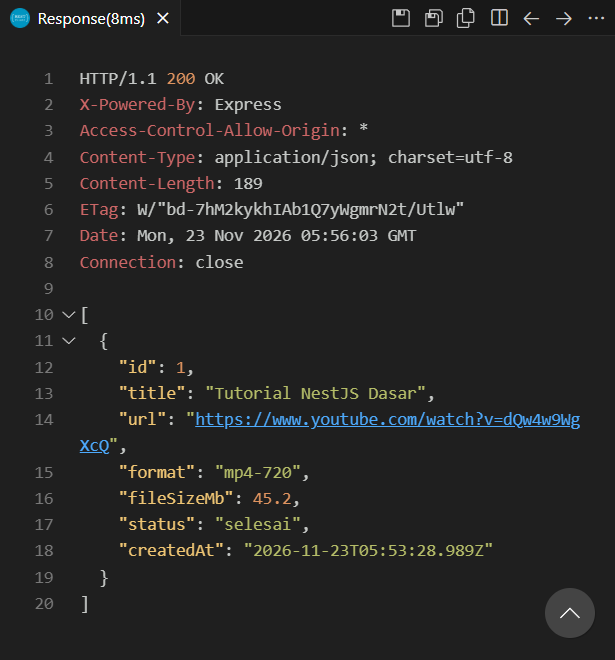 Response(8ms)
1 HTTP/1.1 200 OK
2 X-Powered-By: Express
3 Access-Control-Allow-Origin: *
4 Content-Type: application/json; charset=utf-8
5 Content-Length: 189
6 ETag: W/"bd-7hM2kykhIAb1Q7yWgmrN2t/Utlw"
7 Date: Mon, 23 Nov 2026 05:56:03 GMT
8 Connection: close
9
10 [
11 {
12 "id": 1,
13 "title": "Tutorial NestJS Dasar",
14 "url": "https://www.youtube.com/watch?v=dQw4w9Wg
XcQ",
15 "format": "mp4-720",
16 "fileSizeMb": 45.2,
17 "status": "selesai",
18 "createdAt": "2026-11-23T05:53:28.989Z"
19 }
20 ]